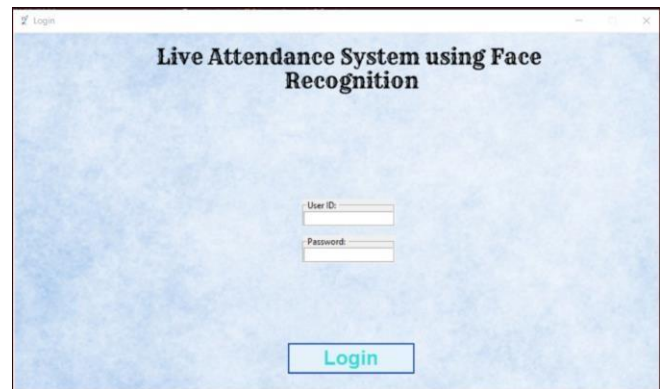 Login
Live Attendance System using Face
Recognition
User ID:
Password:
Login